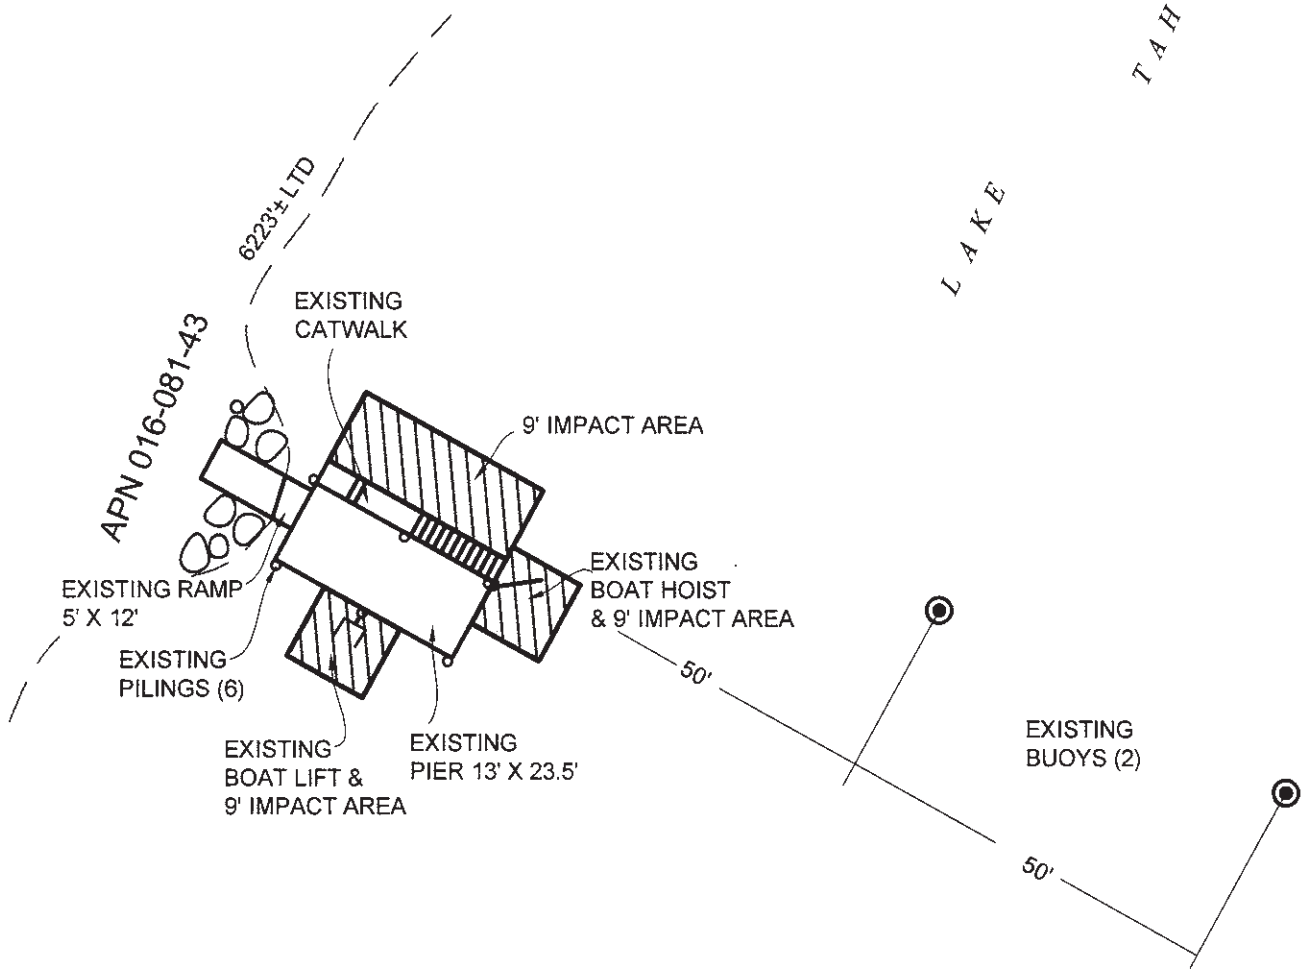 L A K E T A H
6223'± LTD
APN 016-081-43
EXISTING
CATWALK
9' IMPACT AREA
EXISTING
BOAT HOIST
& 9' IMPACT AREA
EXISTING RAMP
5' X 12'
EXISTING
PILINGS (6)
EXISTING
BOAT LIFT &
9' IMPACT AREA
EXISTING
PIER 13' X 23.5'
50'
EXISTING
BUOYS (2)
50'